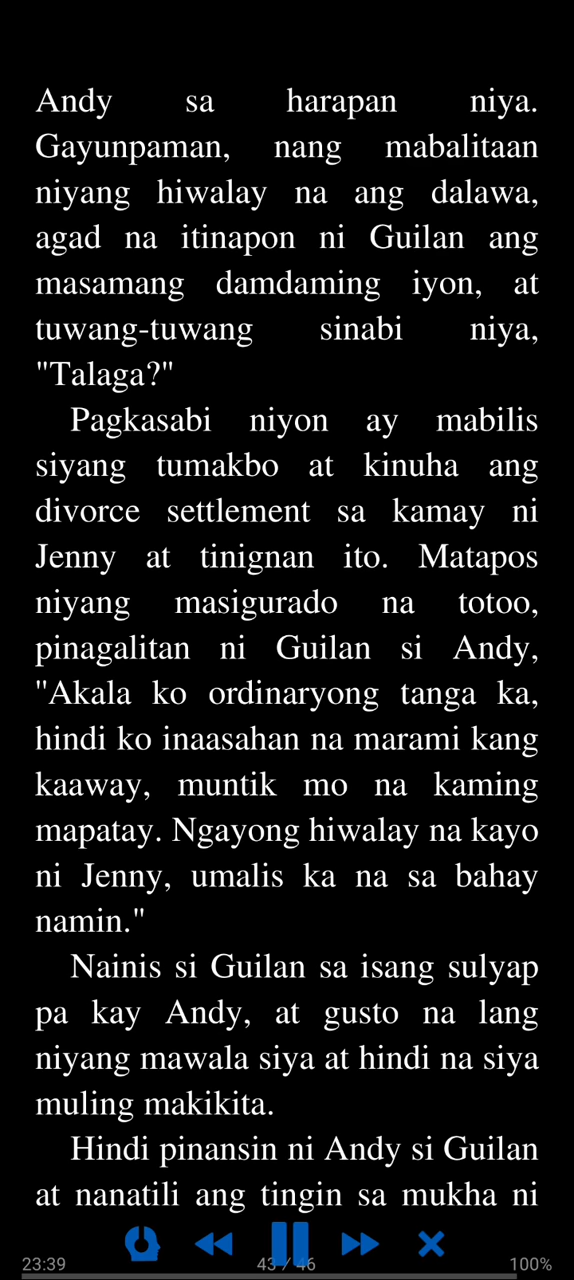 Andy sa harapan niya.
Gayunpaman, nang mabalitaan
niyang hiwalay na ang dalawa,
agad na itinapon ni Guilan ang
masamang damdaming iyon, at
tuwang-tuwang sinabi niya,
"Talaga?"
Pagkasabi niyon ay mabilis
siyang tumakbo at kinuha ang
divorce settlement sa kamay ni
Jenny at tinignan ito. Matapos
niyang masigurado na totoo,
pinagalitan ni Guilan si Andy,
"Akala ko ordinaryong tanga ka,
hindi ko inaasahan na marami kang
kaaway, muntik mo na kaming
mapatay. Ngayong hiwalay na kayo
ni Jenny, umalis ka na sa bahay
namin."
Nainis si Guilan sa isang sulyap
pa kay Andy, at gusto na lang
niyang mawala siya at hindi na siya
muling makikita.
Hindi pinansin ni Andy si Guilan
at nanatili ang tingin sa mukha ni
23:39 43 / 46 100%